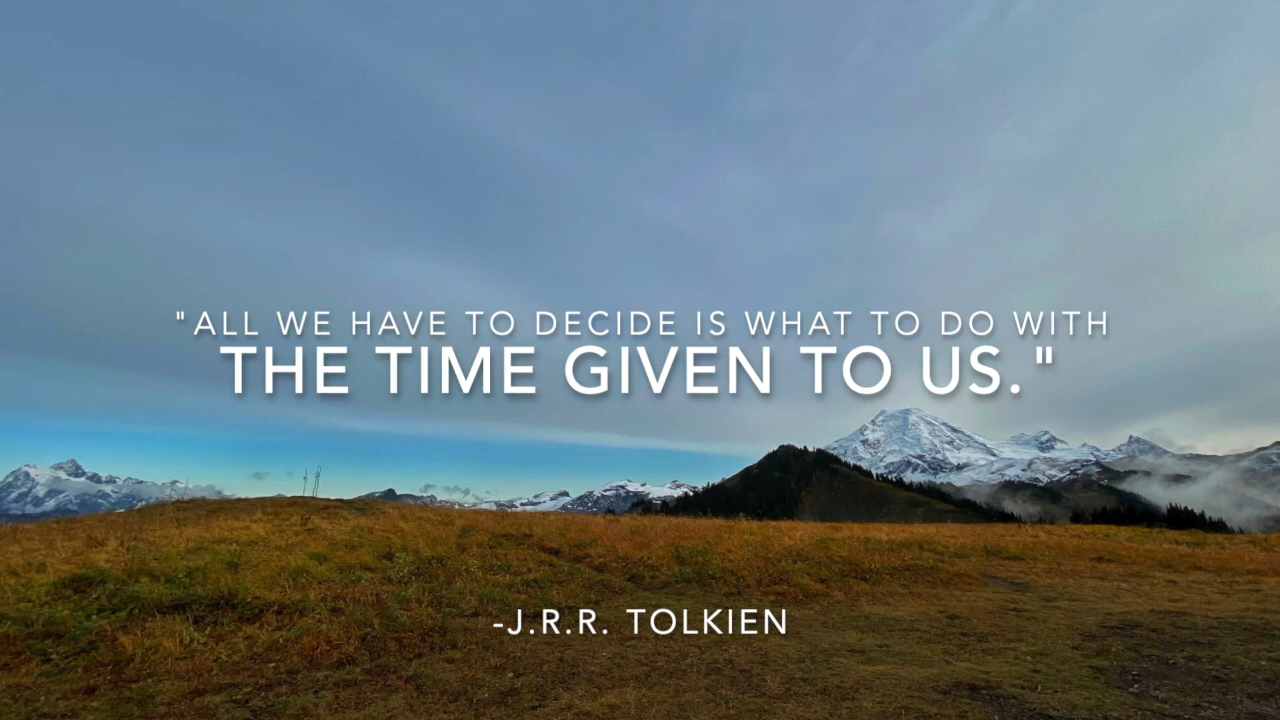 "ALL WE HAVE TO DECIDE IS WHAT TO DO WITH
THE TIME GIVEN TO US."
-J.R.R. TOLKIEN